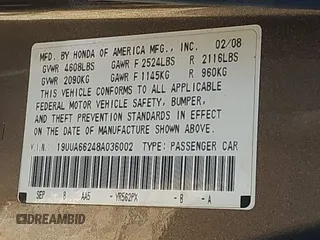 MFD. BY HONDA OF AMERICA MFG., INC. 02/08
GVWR 4608LBS GAWR F 2524LBS R 2116LBS
GVWR 2090KG GAWR F 1145KG R 960KG
THIS VEHICLE CONFORMS TO ALL APPLICABLE
FEDERAL MOTOR VEHICLE SAFETY, BUMPER,
AND THEFT PREVENTION STANDARDS IN EFFECT
ON THE DATE OF MANUFACTURE SHOWN ABOVE.
V.I.N. 19UUA66248A036002 TYPE: PASSENGER CAR
SEP - B AA5 - YR562PX - B - A
DREAMBID